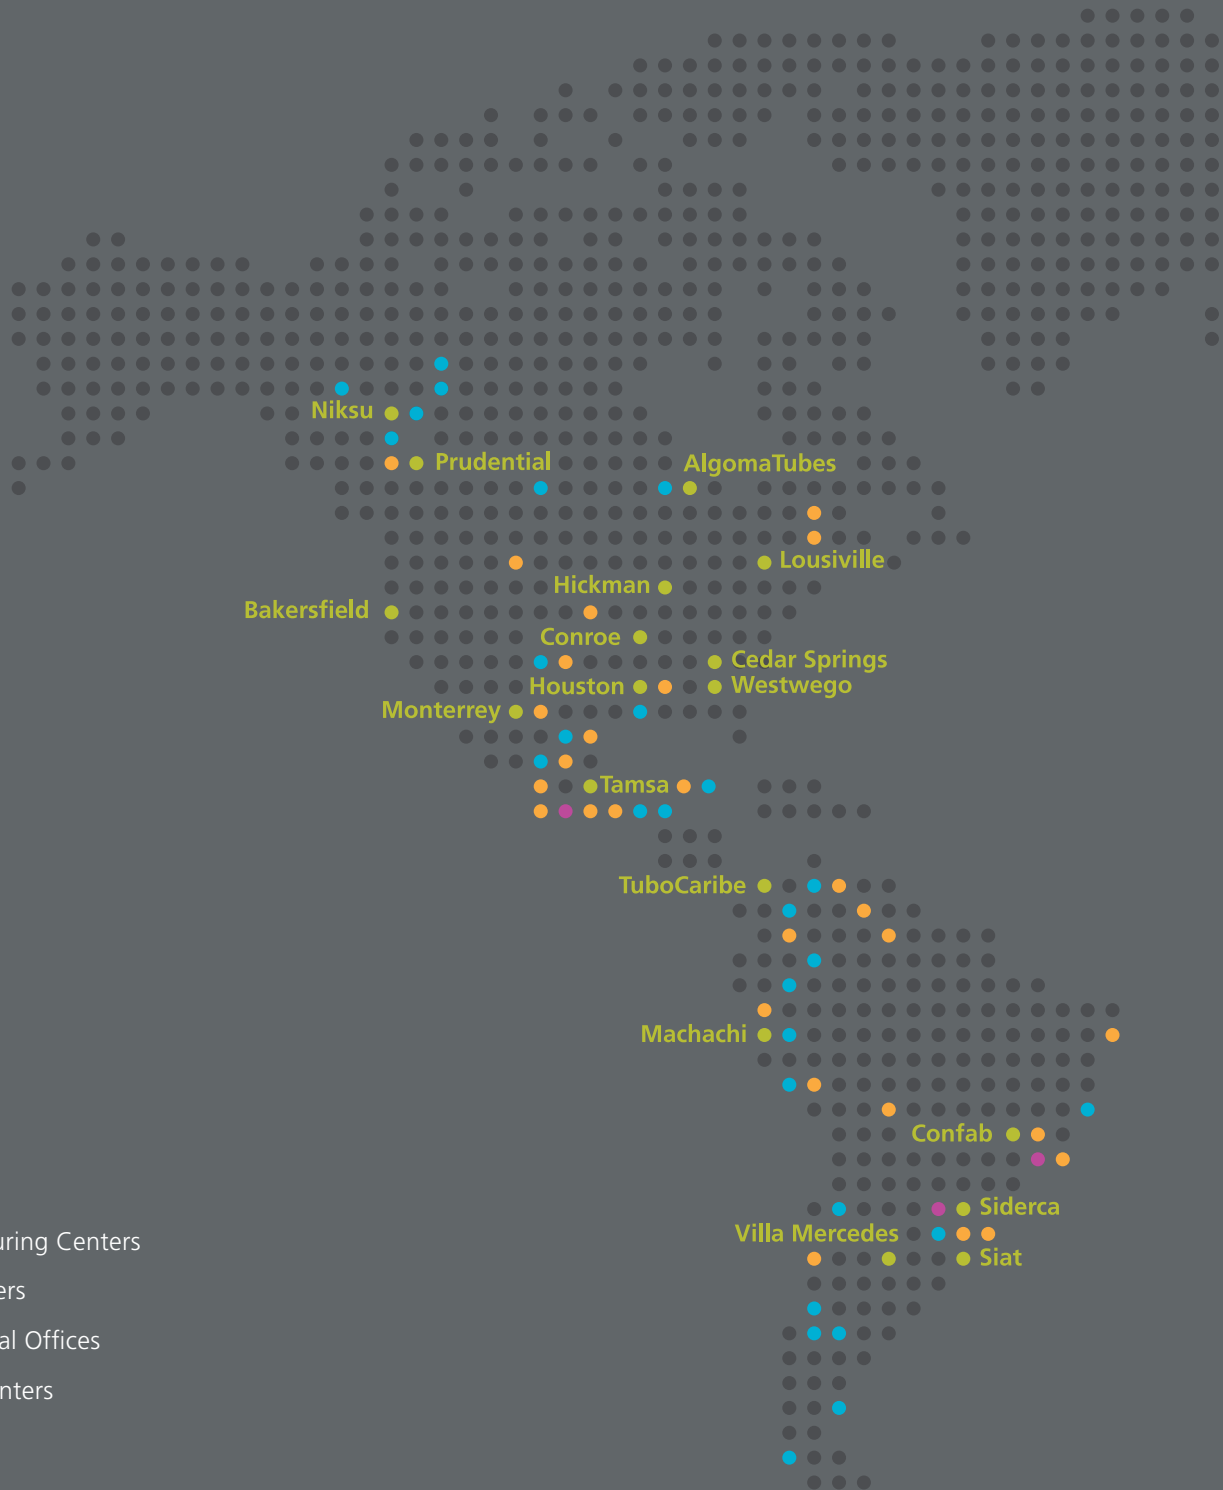 Niksu
Prudential
AlgomaTubes
Lousiville
Hickman
Bakersfield
Conroe
Cedar Springs
Houston
Westwego
Monterrey
Tamsa
TuboCaribe
Machachi
Confab
Siderca
Villa Mercedes
uring Centers
Siat
ers
al Offices
nters